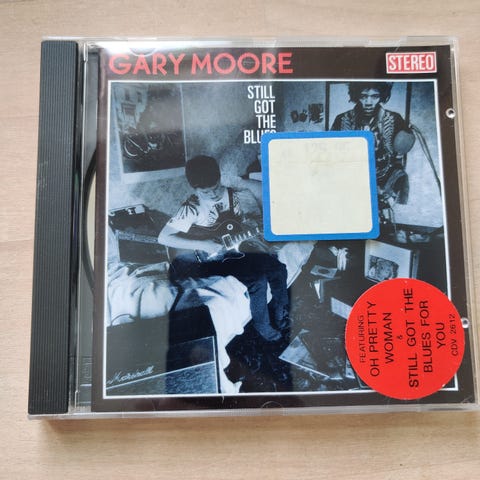 GARY MOORE
STEREO
STILL
GOT
THE
BLUES
Marshall
FEATURING
OH PRETTY
WOMAN
&
STILL GOT THE
BLUES FOR
YOU
CDV 2612